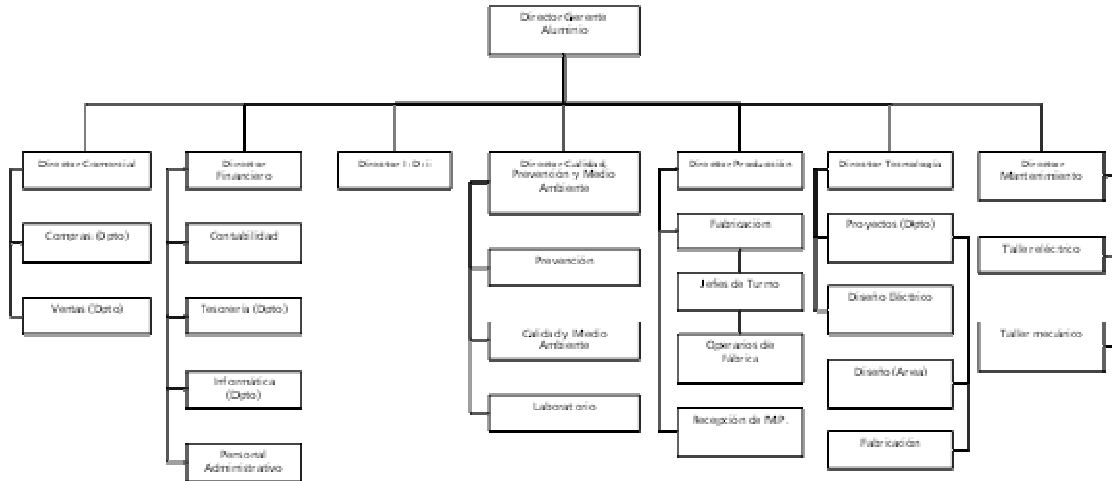 Director Gerente
Aluminio
Director Comercial
Director
Financiero
Director I+D+i
Director Calidad,
Prevención y Medio
Ambiente
Director Producción
Director Tecnología
Director
Mantenimiento
Compras (Dpto)
Contabilidad
Prevención
Fabricación
Proyectos (Dpto)
Taller eléctrico
Ventas (Dpto)
Tesorería (Dpto)
Calidad y Medio
Ambiente
Jefes de Turno
Diseño Eléctrico
Taller mecánico
Informática
(Dpto)
Laboratorio
Operarios de
Fábrica
Diseño (Area)
Personal
Administrativo
Recepción de MP.
Fabricación